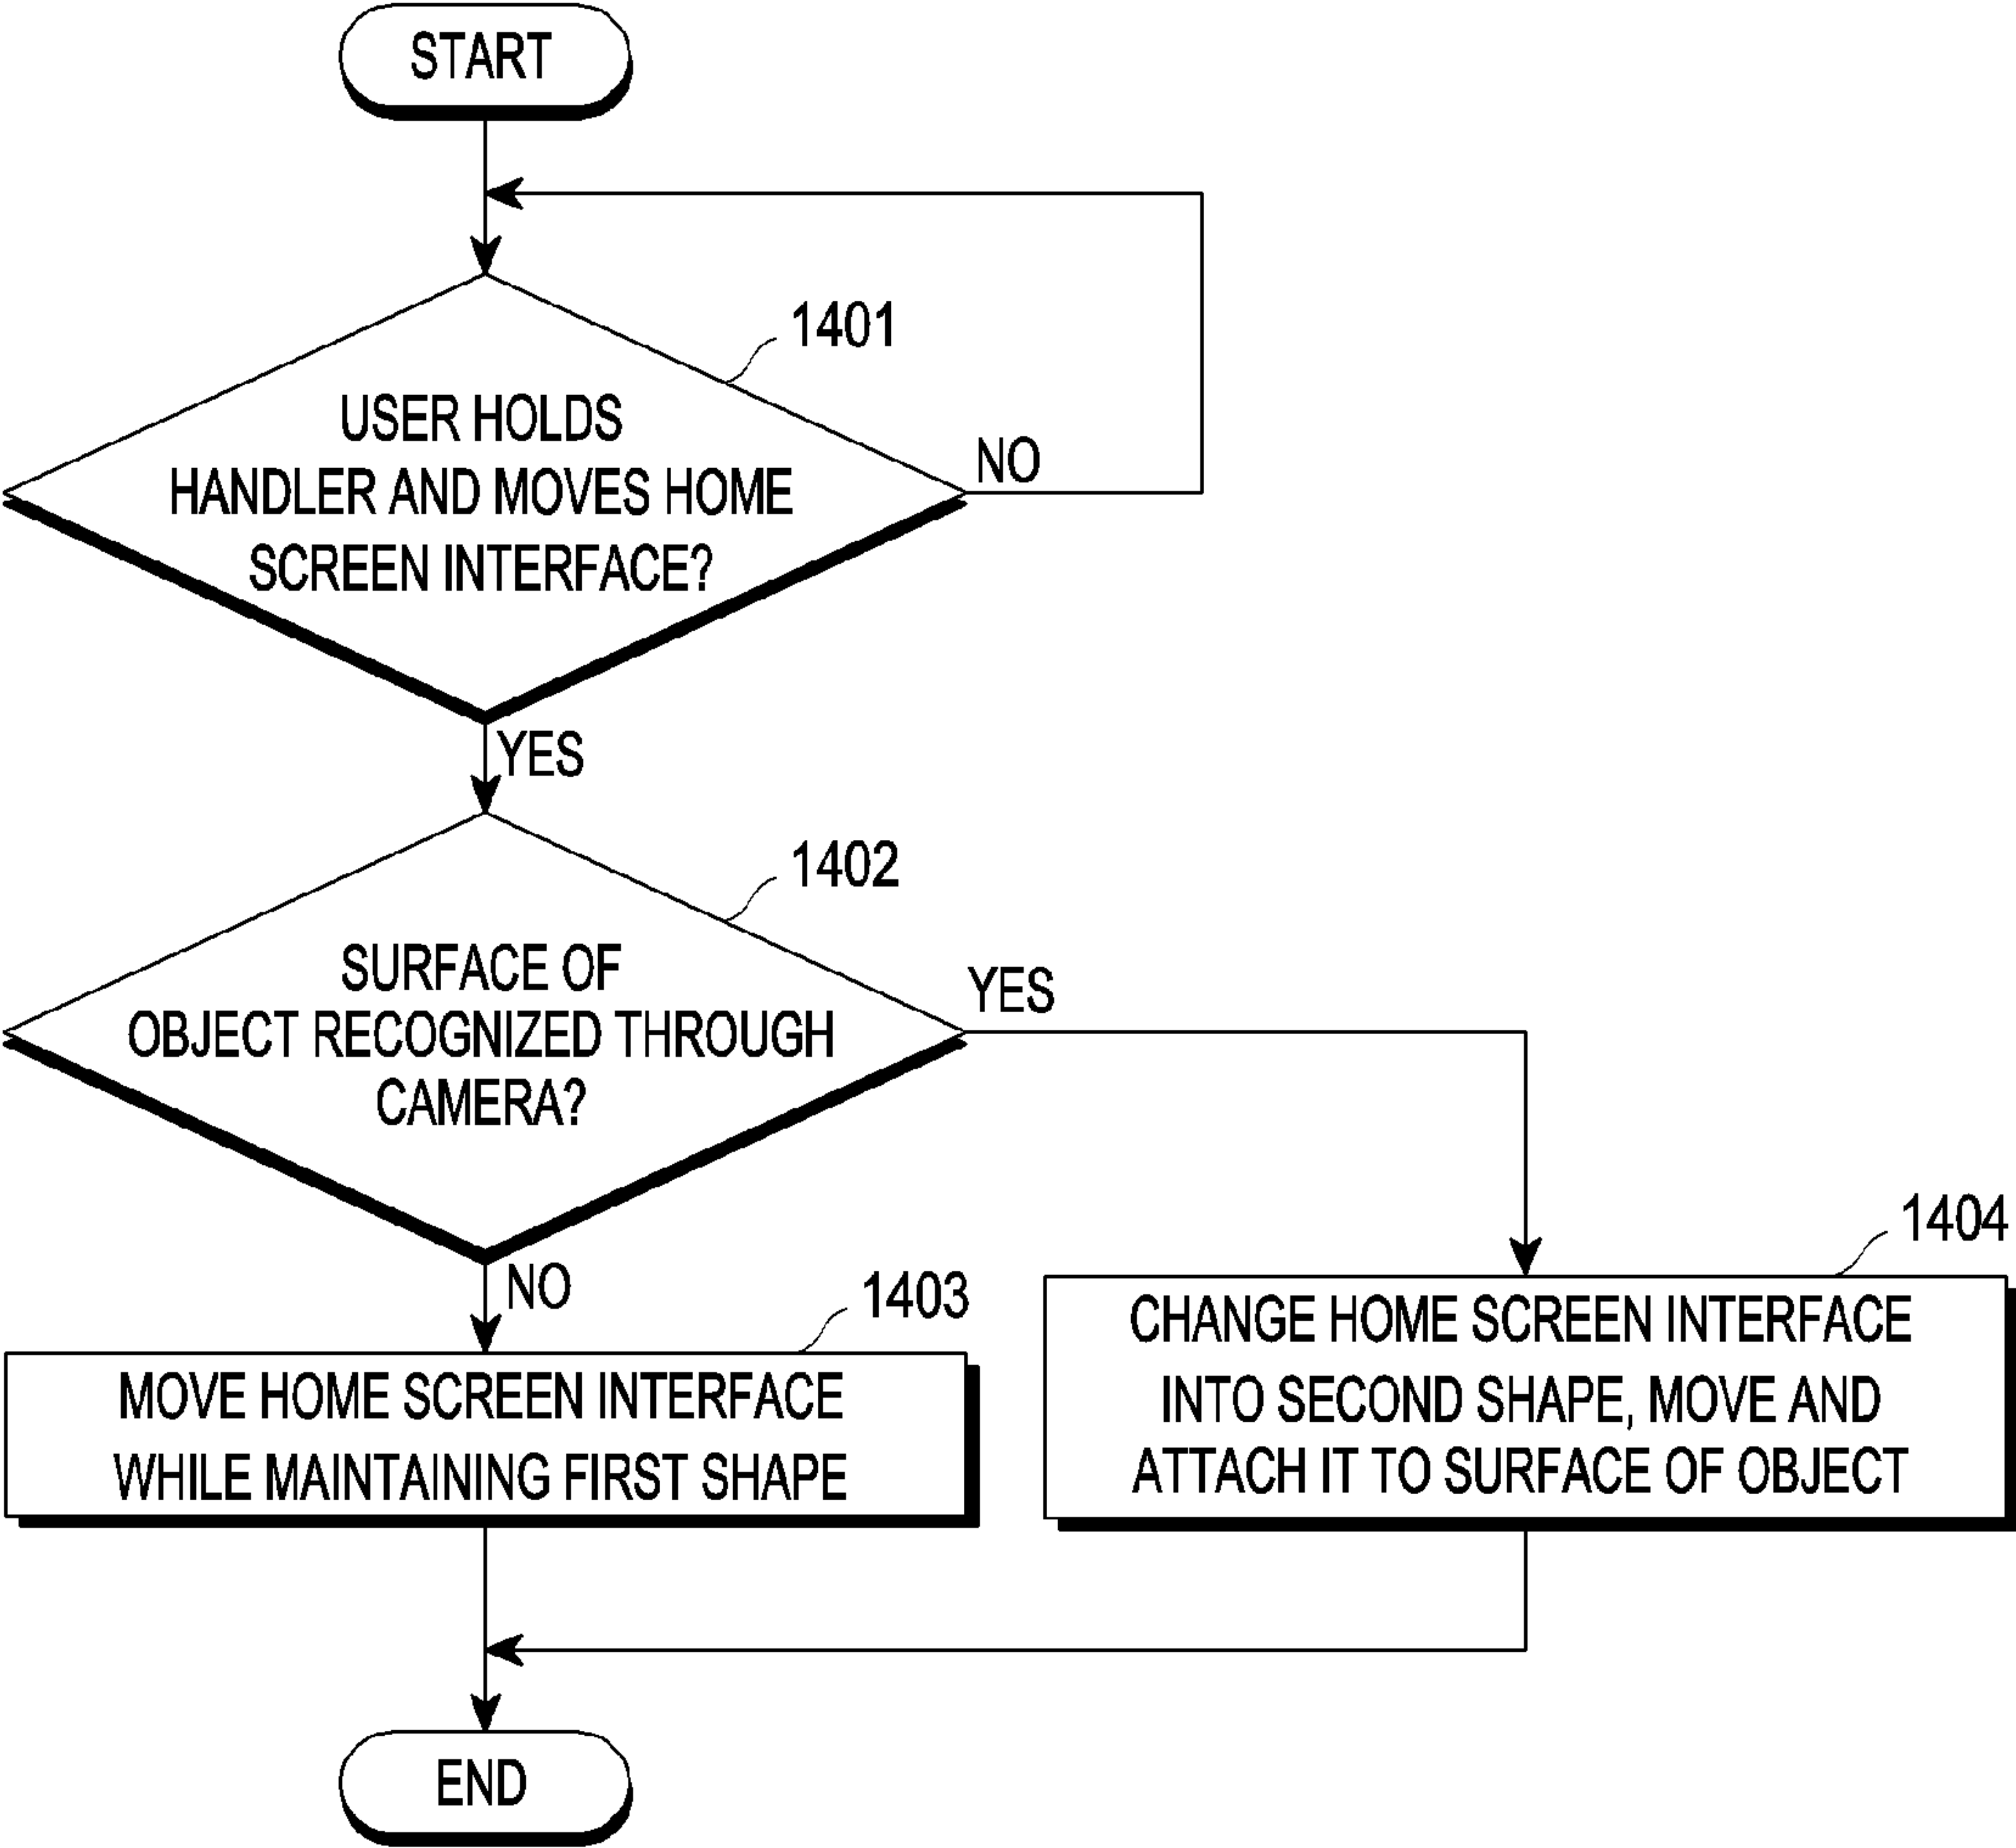 START
1401
USER HOLDS
HANDLER AND MOVES HOME
SCREEN INTERFACE?
NO
YES
1402
SURFACE OF
OBJECT RECOGNIZED THROUGH
CAMERA?
YES
NO
1403
MOVE HOME SCREEN INTERFACE
WHILE MAINTAINING FIRST SHAPE
1404
CHANGE HOME SCREEN INTERFACE
INTO SECOND SHAPE, MOVE AND
ATTACH IT TO SURFACE OF OBJECT
END